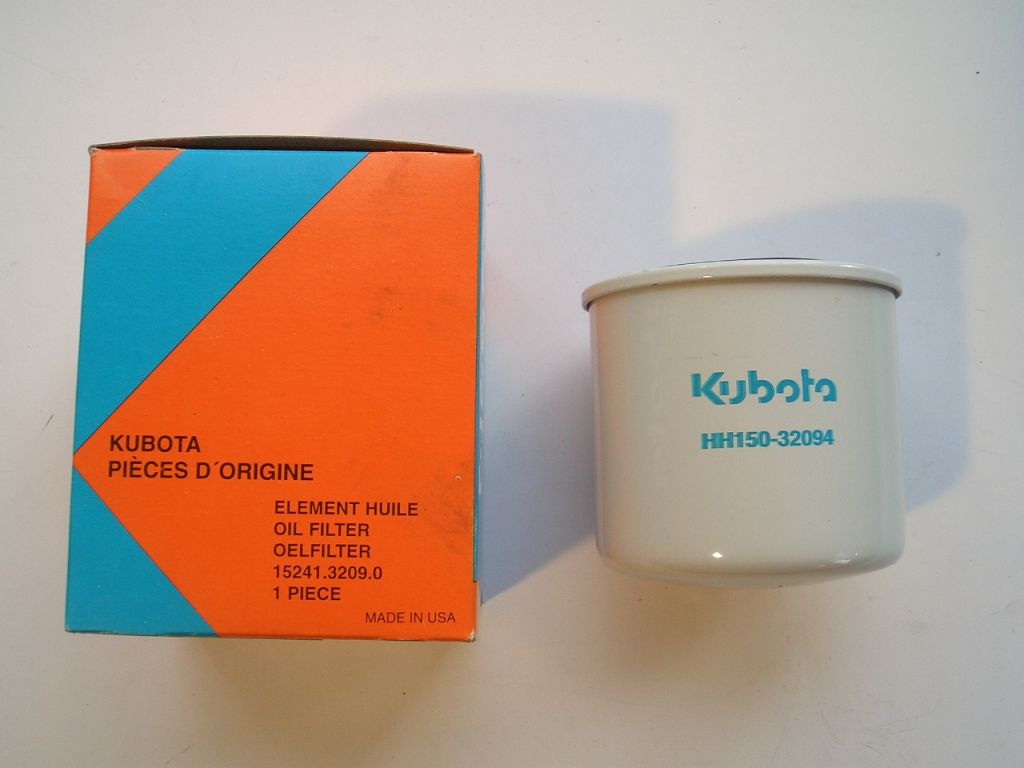 KUBOTA
PIÈCES D´ORIGINE
ELEMENT HUILE
OIL FILTER
OELFILTER
15241.3209.0
1 PIECE
MADE IN USA
Kubota
HH150-32094